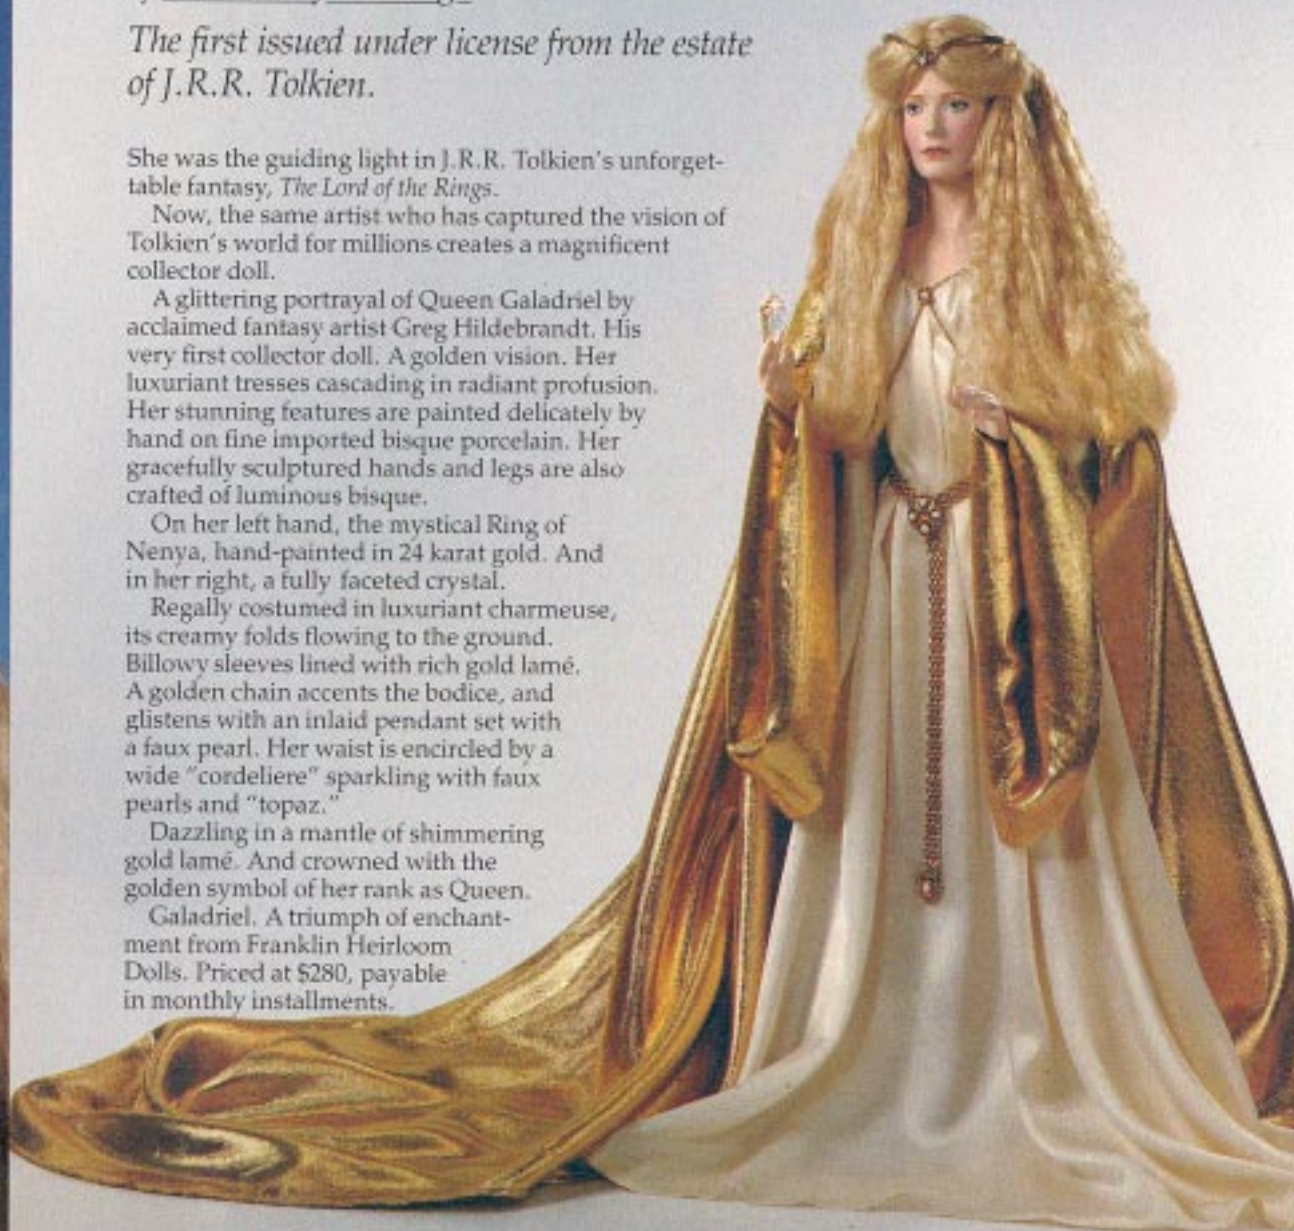 The first issued under license from the estate
of J.R.R. Tolkien.
She was the guiding light in J.R.R. Tolkien's unforget-
table fantasy, The Lord of the Rings.
Now, the same artist who has captured the vision of
Tolkien's world for millions creates a magnificent
collector doll.
A glittering portrayal of Queen Galadriel by
acclaimed fantasy artist Greg Hildebrandt. His
very first collector doll. A golden vision. Her
luxuriant tresses cascading in radiant profusion.
Her stunning features are painted delicately by
hand on fine imported bisque porcelain. Her
gracefully sculptured hands and legs are also
crafted of luminous bisque.
On her left hand, the mystical Ring of
Nenya, hand-painted in 24 karat gold. And
in her right, a fully faceted crystal.
Regally costumed in luxuriant charmeuse,
its creamy folds flowing to the ground.
Billowy sleeves lined with rich gold lamé.
A golden chain accents the bodice, and
glistens with an inlaid pendant set with
a faux pearl. Her waist is encircled by a
wide "cordeliere" sparkling with faux
pearls and "topaz."
Dazzling in a mantle of shimmering
gold lamé. And crowned with the
golden symbol of her rank as Queen.
Galadriel. A triumph of enchant-
ment from Franklin Heirloom
Dolls. Priced at $280, payable
in monthly installments.